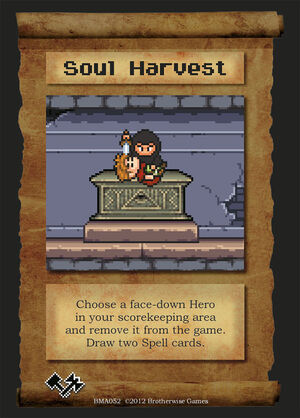 Soul Harvest
Choose a face-down Hero
in your scorekeeping area
and remove it from the game.
Draw two Spell cards.
BMA052 ©2012 Brotherwise Games